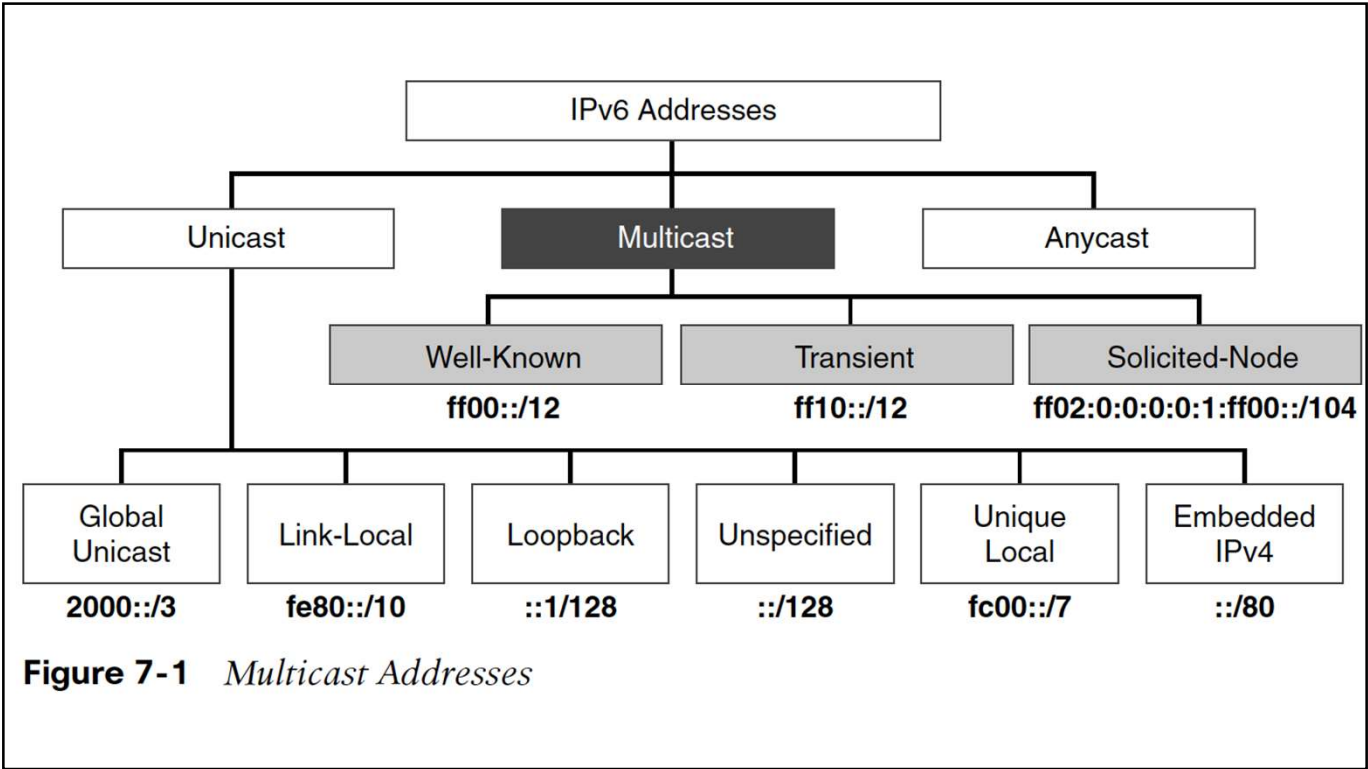 IPv6 Addresses
Unicast
Multicast
Anycast
Well-Known
Transient
Solicited-Node
ff00::/12
ff10::/12
ff02:0:0:0:0:1:ff00::/104
Global
Unicast
Link-Local
Loopback
Unspecified
Unique
Local
Embedded
IPv4
2000::/3
fe80::/10
::1/128
::/128
fc00::/7
::/80
Figure 7-1 Multicast Addresses